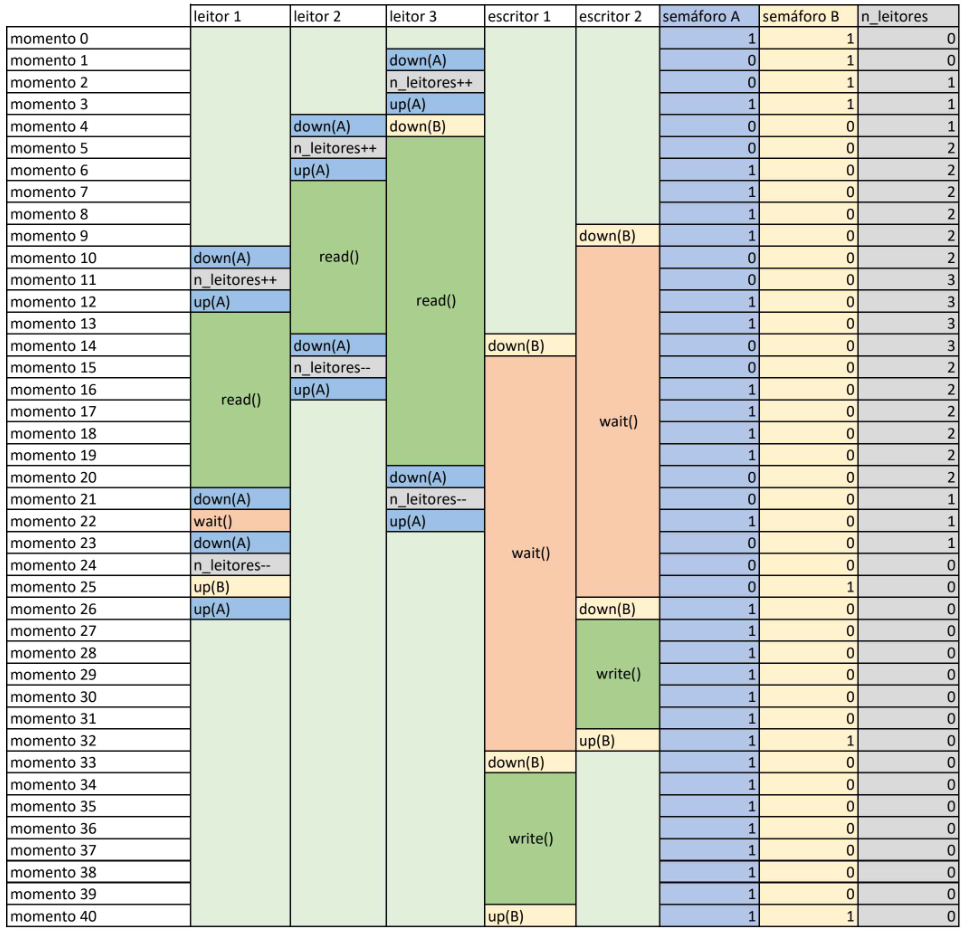 leitor 1 leitor 2 leitor 3 escritor 1 escritor 2 semáforo A semáforo B n_leitores
momento 0 1 1 0
momento 1 down(A) 0 1 0
momento 2 n_leitores++ 0 1 1
momento 3 up(A) 1 1 1
momento 4 down(A) down(B) 0 0 1
momento 5 n_leitores++ 0 0 2
momento 6 up(A) 1 0 2
momento 7 1 0 2
momento 8 1 0 2
momento 9 down(B) 1 0 2
momento 10 down(A) read() 0 0 2
momento 11 n_leitores++ 0 0 3
momento 12 up(A) read() 1 0 3
momento 13 1 0 3
momento 14 down(A) down(B) 0 0 3
momento 15 n_leitores-- 0 0 2
momento 16 read() up(A) 1 0 2
momento 17 wait() 1 0 2
momento 18 1 0 2
momento 19 1 0 2
momento 20 down(A) 0 0 2
momento 21 down(A) n_leitores-- 0 0 1
momento 22 wait() up(A) 1 0 1
momento 23 down(A) wait() 0 0 1
momento 24 n_leitores-- 0 0 0
momento 25 up(B) 0 1 0
momento 26 up(A) down(B) 1 0 0
momento 27 1 0 0
momento 28 1 0 0
momento 29 write() 1 0 0
momento 30 1 0 0
momento 31 1 0 0
momento 32 up(B) 1 1 0
momento 33 down(B) 1 0 0
momento 34 1 0 0
momento 35 1 0 0
momento 36 write() 1 0 0
momento 37 1 0 0
momento 38 1 0 0
momento 39 1 0 0
momento 40 up(B) 1 1 0